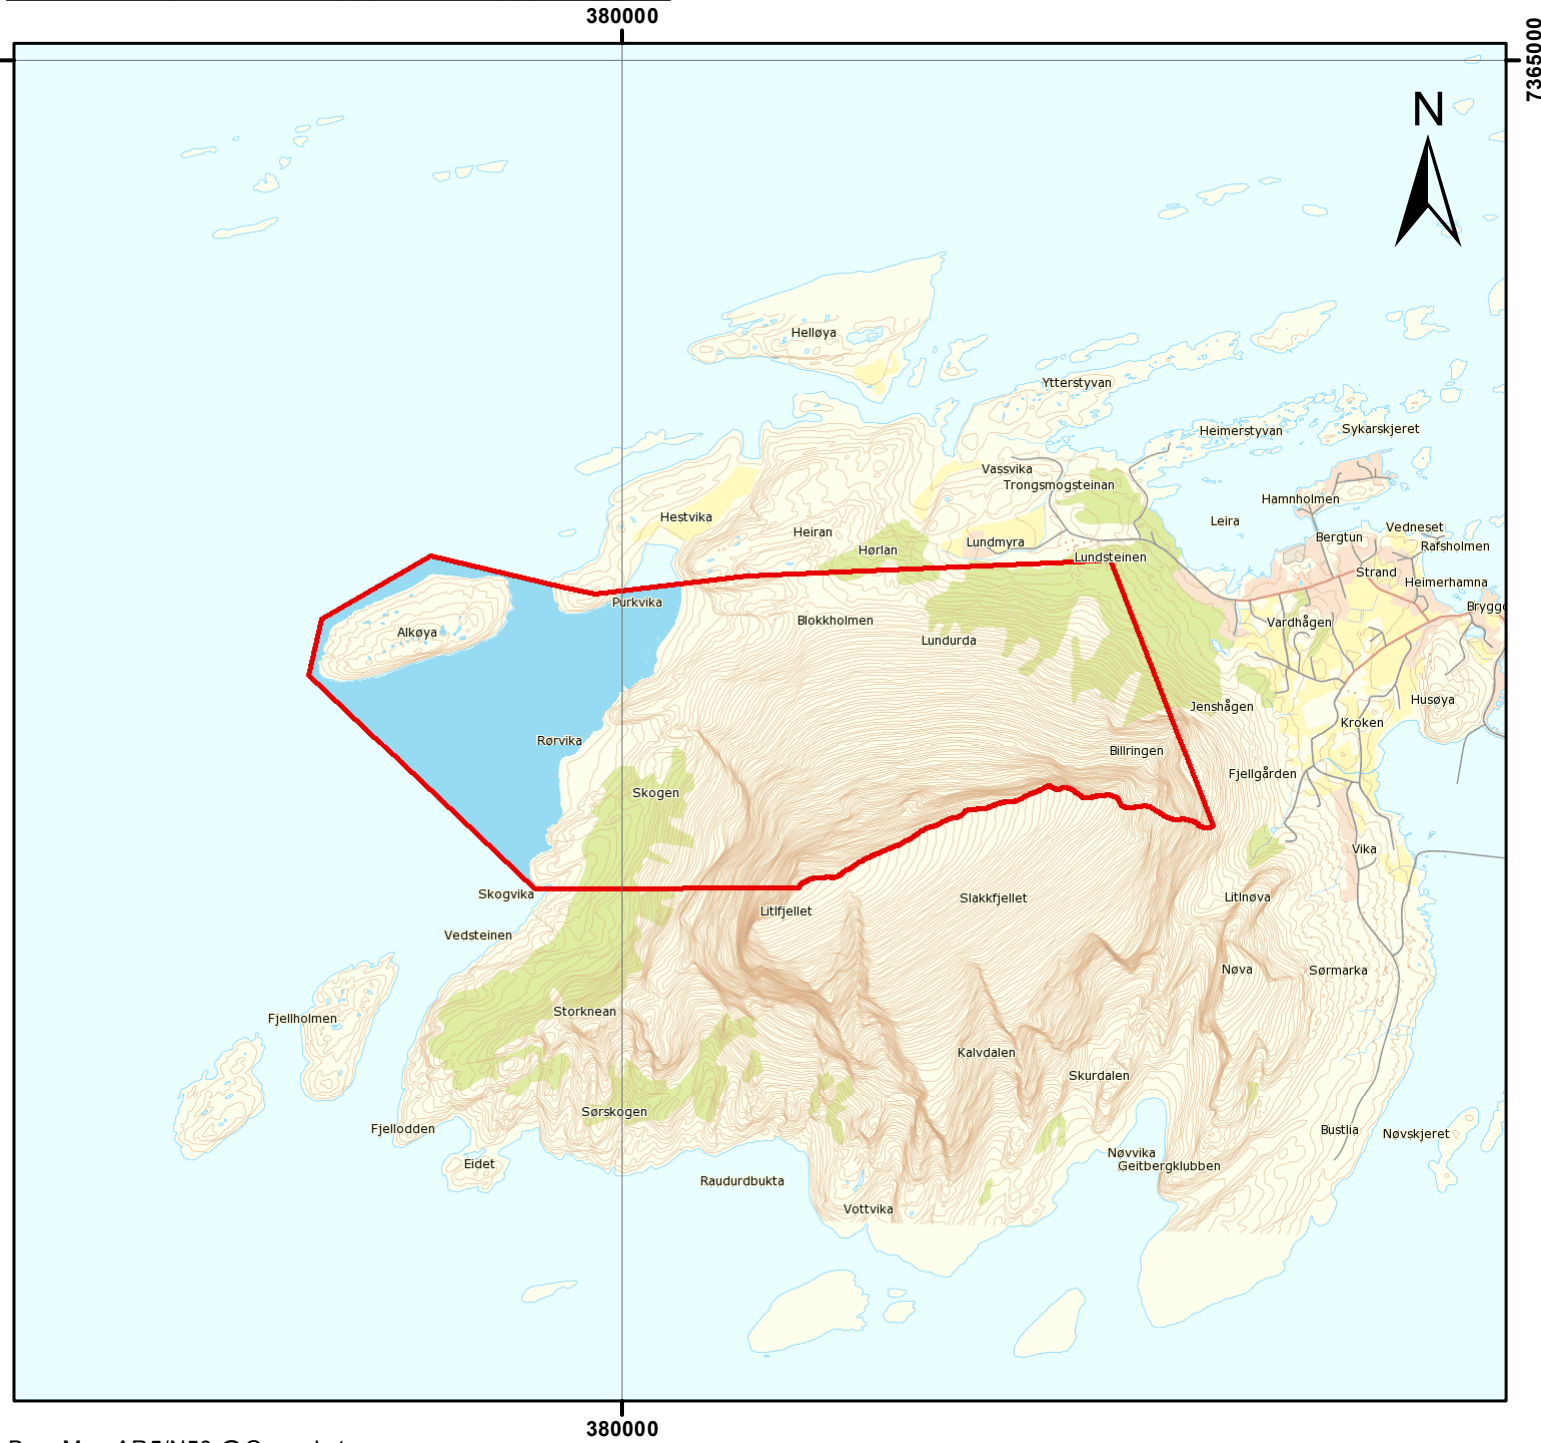 380000
7365000
N
Helløya
Ytterstyvan
Heimerstyvan
Sykarskjeret
Vassvika
Trongsmogsteinan
Hamnholmen
Hestvika
Leira
Vedneset
Heiran
Bergtun
Lundmyra
Rafsholmen
Hørlan
Lundsteinen
Strand
Heimerhamna
Purkvika
Blokkholmen
Vardhågen
Alkøya
Lundurda
Husøya
Jenshågen
Kroken
Rørvika
Billringen
Fjellgården
Skogen
Vika
Skogvika
Slakkfjellet
Litlnøva
Litlfjellet
Vedsteinen
Nøva
Sørmarka
Storknean
Fjellholmen
Kalvdalen
Skurdalen
Sørskogen
Fjellodden
Bustlia
Nøvskjeret
Eidet
Nøvvika
Geitbergklubben
Raudurdbukta
Vottvika
380000